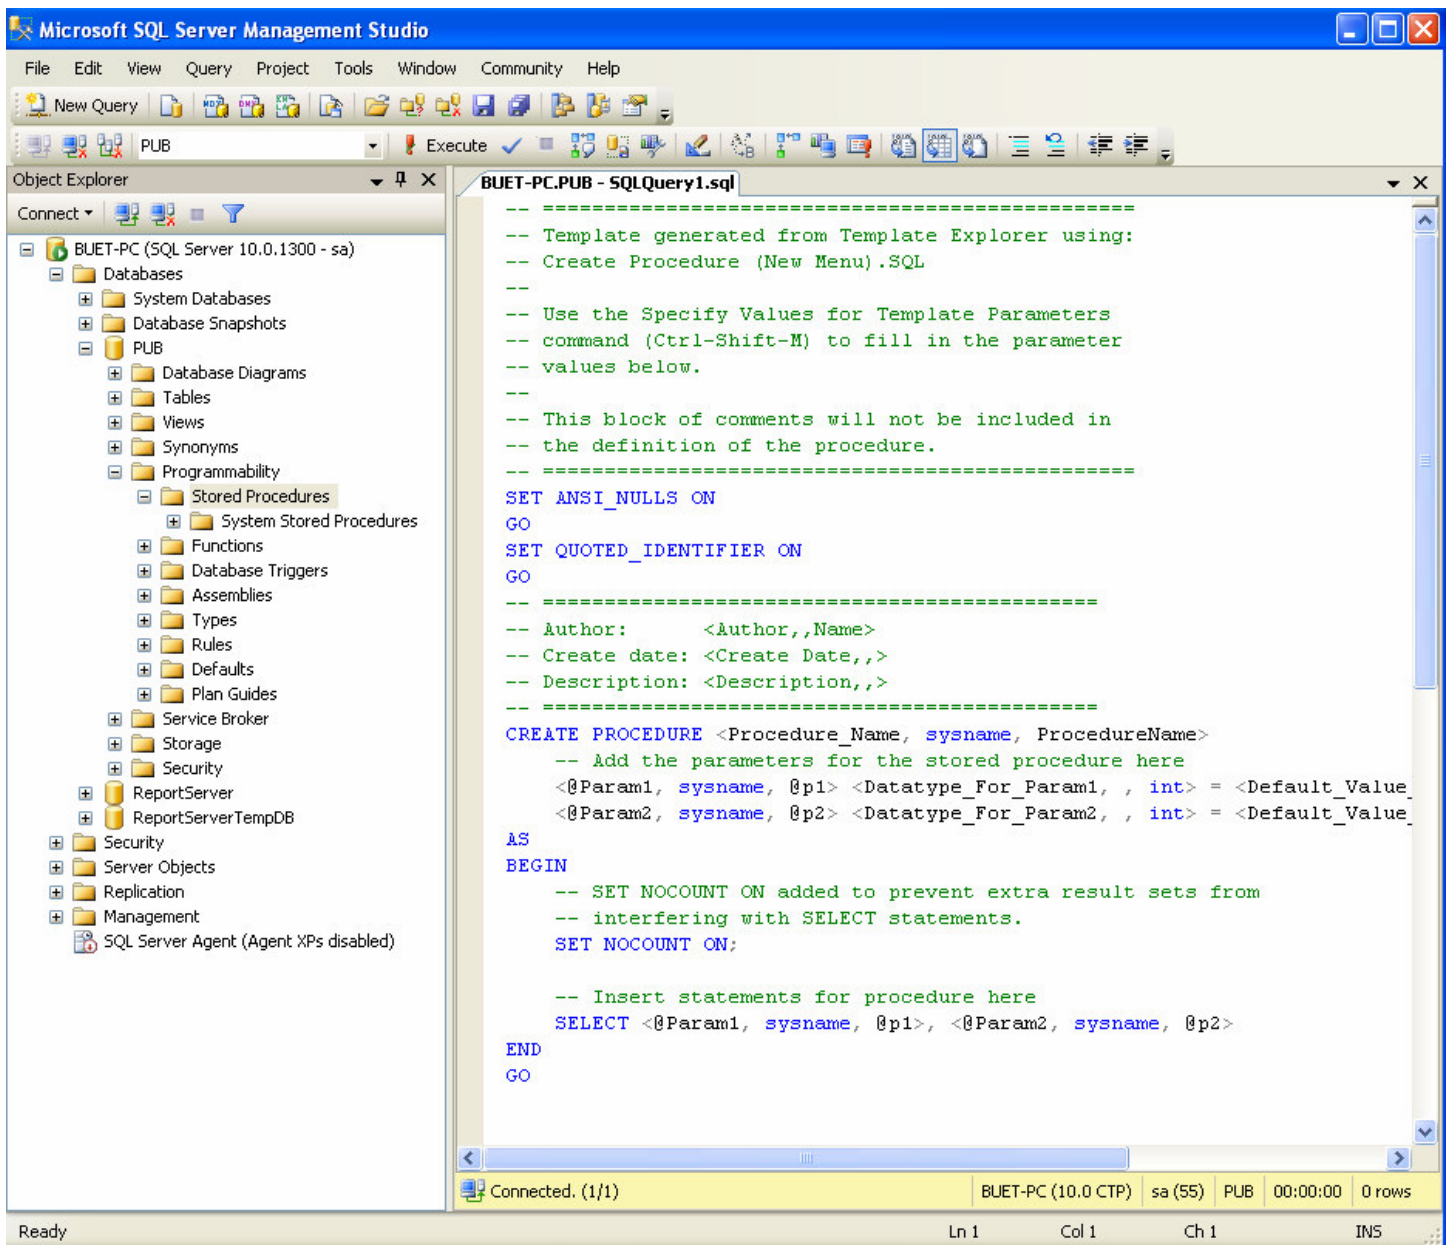 Microsoft SQL Server Management Studio
File Edit View Query Project Tools Window Community Help
New Query
PUB Execute
Object Explorer
Connect
BUET-PC (SQL Server 10.0.1300 - sa)
Databases
System Databases
Database Snapshots
PUB
Database Diagrams
Tables
Views
Synonyms
Programmability
Stored Procedures
System Stored Procedures
Functions
Database Triggers
Assemblies
Types
Rules
Defaults
Plan Guides
Service Broker
Storage
Security
ReportServer
ReportServerTempDB
Security
Server Objects
Replication
Management
SQL Server Agent (Agent XPs disabled)
BUET-PC.PUB - SQLQuery1.sql
-- ================================================
-- Template generated from Template Explorer using:
-- Create Procedure (New Menu).SQL
--
-- Use the Specify Values for Template Parameters
-- command (Ctrl-Shift-M) to fill in the parameter
-- values below.
--
-- This block of comments will not be included in
-- the definition of the procedure.
-- ================================================
SET ANSI_NULLS ON
GO
SET QUOTED_IDENTIFIER ON
GO
-- =============================================
-- Author:      <Author,,Name>
-- Create date: <Create Date,,>
-- Description: <Description,,>
-- =============================================
CREATE PROCEDURE <Procedure_Name, sysname, ProcedureName>
    -- Add the parameters for the stored procedure here
    <@Param1, sysname, @p1> <Datatype_For_Param1, , int> = <Default_Value_
    <@Param2, sysname, @p2> <Datatype_For_Param2, , int> = <Default_Value_
AS
BEGIN
    -- SET NOCOUNT ON added to prevent extra result sets from
    -- interfering with SELECT statements.
    SET NOCOUNT ON;
    -- Insert statements for procedure here
    SELECT <@Param1, sysname, @p1>, <@Param2, sysname, @p2>
END
GO
Connected. (1/1) BUET-PC (10.0 CTP) sa (55) PUB 00:00:00 0 rows
Ready Ln 1 Col 1 Ch 1 INS